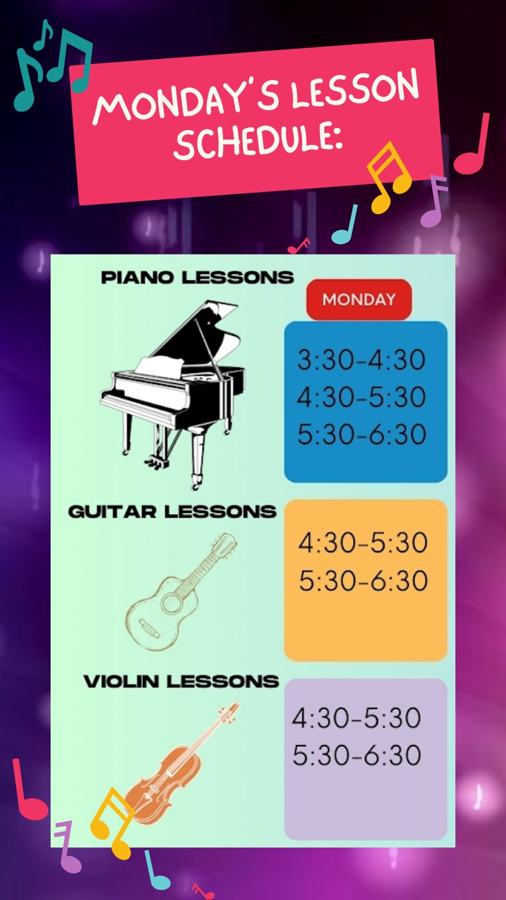 MONDAY'S LESSON
SCHEDULE:
PIANO LESSONS
MONDAY
3:30-4:30
4:30-5:30
5:30-6:30
GUITAR LESSONS
4:30-5:30
5:30-6:30
VIOLIN LESSONS
4:30-5:30
5:30-6:30